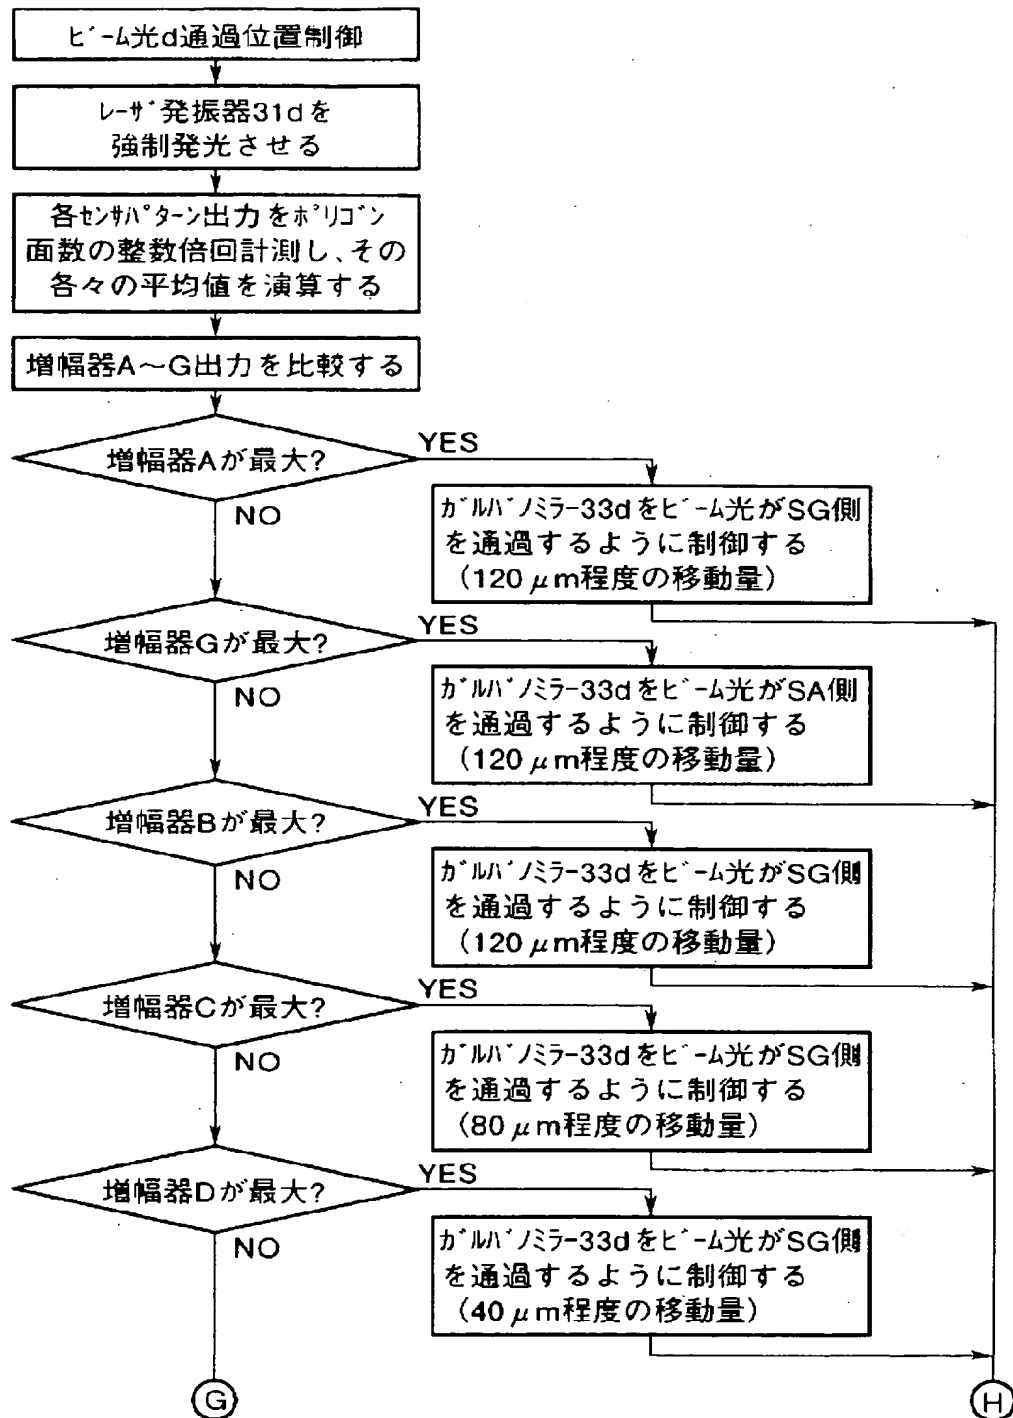 ﾋﾞｰﾑ光d通過位置制御
ﾚｰｻﾞ発振器31dを
強制発光させる
各ｾﾝｻﾊﾟﾀｰﾝ出力をﾎﾟﾘｺﾞﾝ
面数の整数倍回計測し、その
各々の平均値を演算する
増幅器A～G出力を比較する
増幅器Aが最大?
YES
NO
ｶﾞﾙﾊﾞﾉﾐﾗｰ33dをﾋﾞｰﾑ光がSG側
を通過するように制御する
(120μm程度の移動量)
増幅器Gが最大?
YES
NO
ｶﾞﾙﾊﾞﾉﾐﾗｰ33dをﾋﾞｰﾑ光がSA側
を通過するように制御する
(120μm程度の移動量)
増幅器Bが最大?
YES
NO
ｶﾞﾙﾊﾞﾉﾐﾗｰ33dをﾋﾞｰﾑ光がSG側
を通過するように制御する
(120μm程度の移動量)
増幅器Cが最大?
YES
NO
ｶﾞﾙﾊﾞﾉﾐﾗｰ33dをﾋﾞｰﾑ光がSG側
を通過するように制御する
(80μm程度の移動量)
増幅器Dが最大?
YES
NO
ｶﾞﾙﾊﾞﾉﾐﾗｰ33dをﾋﾞｰﾑ光がSG側
を通過するように制御する
(40μm程度の移動量)
G
H